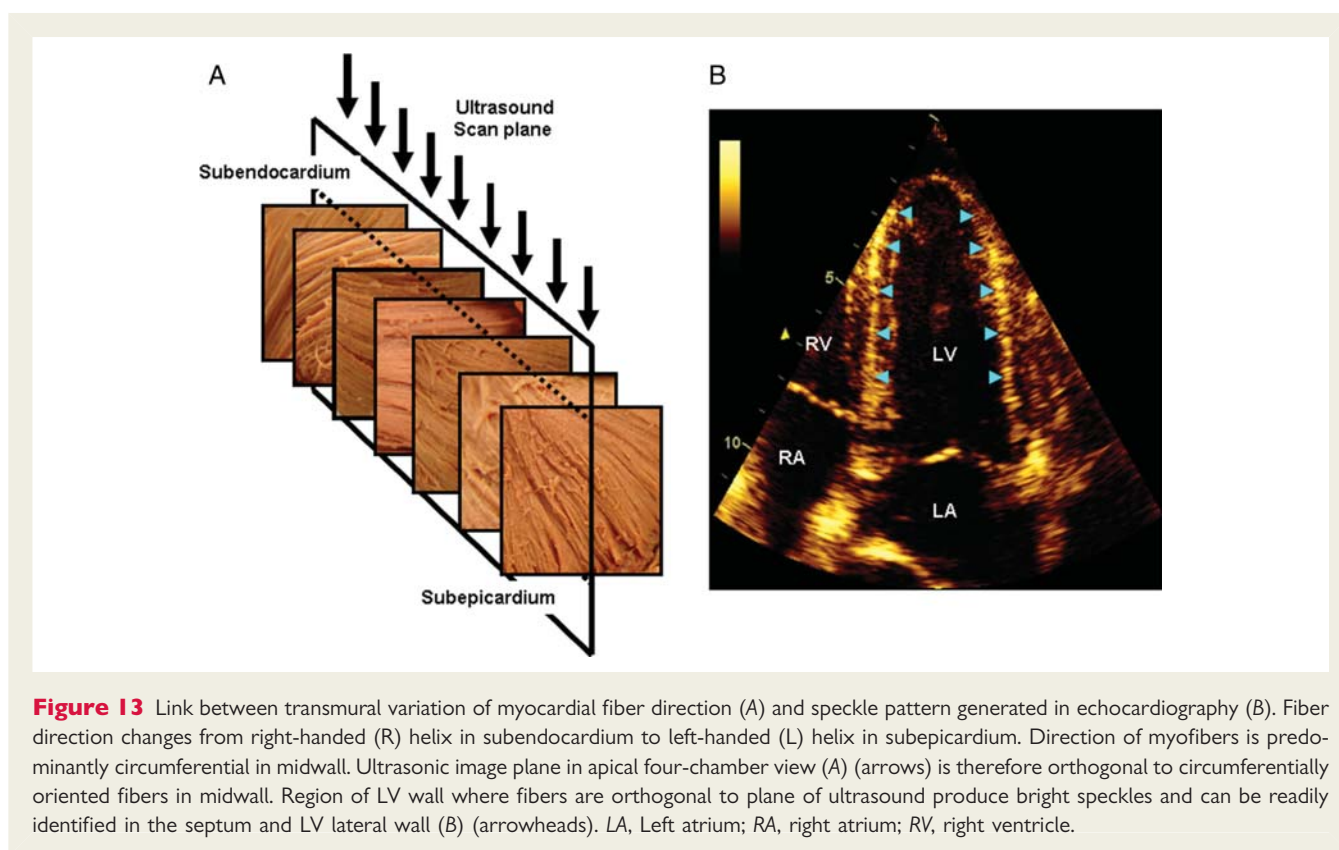 A
B
Ultrasound
Scan plane
Subendocardium
Subepicardium
5
RV
LV
10
RA
LA
Figure 13 Link between transmural variation of myocardial fiber direction (A) and speckle pattern generated in echocardiography (B). Fiber
direction changes from right-handed (R) helix in subendocardium to left-handed (L) helix in subepicardium. Direction of myofibers is predo-
minantly circumferential in midwall. Ultrasonic image plane in apical four-chamber view (A) (arrows) is therefore orthogonal to circumferentially
oriented fibers in midwall. Region of LV wall where fibers are orthogonal to plane of ultrasound produce bright speckles and can be readily
identified in the septum and LV lateral wall (B) (arrowheads). LA, Left atrium; RA, right atrium; RV, right ventricle.